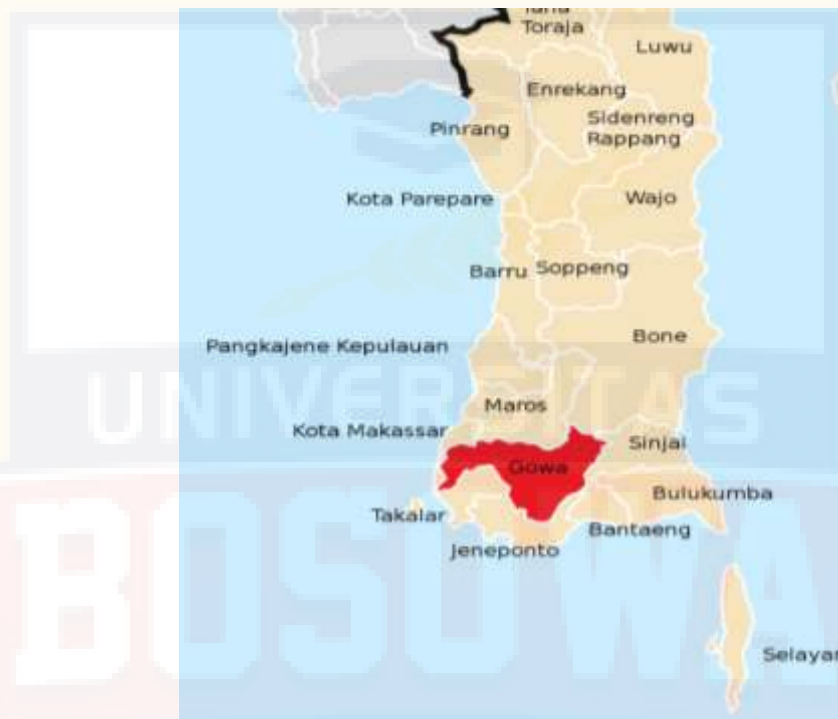 Tana
Toraja
Luwu
Enrekang
Sidenreng
Rappang
Pinrang
Kota Parepare
Wajo
Barru
Soppeng
Bone
Pangkajene Kepulauan
Maros
Kota Makassar
Sinjai
Gowa
Bulukumba
Takalar
Bantaeng
Jeneponto
Selayar
UNIVERSITAS
BOSOWA